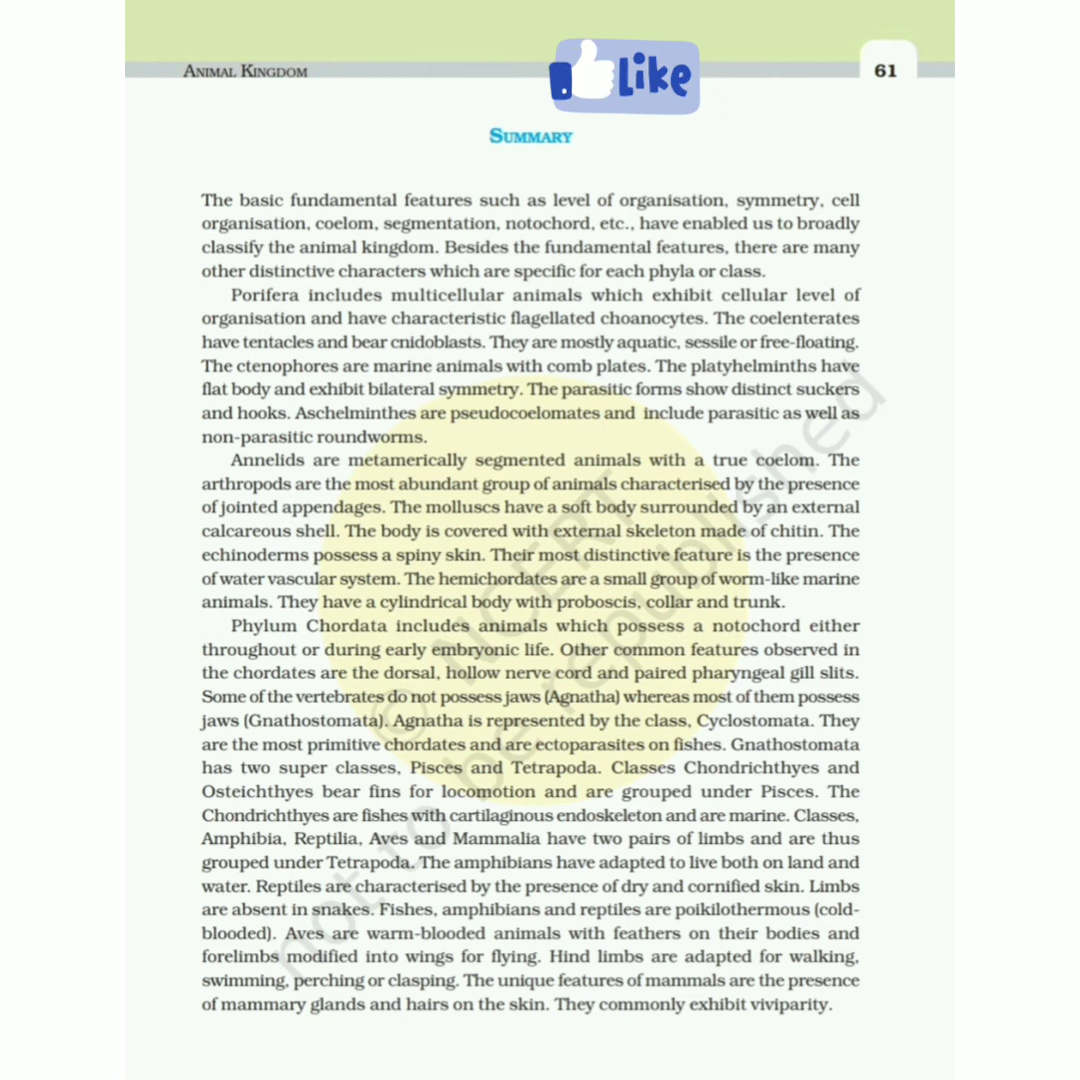 ANIMAL KINGDOM
Like
61
SUMMARY
The basic fundamental features such as level of organisation, symmetry, cell
organisation, coelom, segmentation, notochord, etc., have enabled us to broadly
classify the animal kingdom. Besides the fundamental features, there are many
other distinctive characters which are specific for each phyla or class.
Porifera includes multicellular animals which exhibit cellular level of
organisation and have characteristic flagellated choanocytes. The coelenterates
have tentacles and bear cnidoblasts. They are mostly aquatic, sessile or free-floating.
The ctenophores are marine animals with comb plates. The platyhelminths have
flat body and exhibit bilateral symmetry. The parasitic forms show distinct suckers
and hooks. Aschelminthes are pseudocoelomates and include parasitic as well as
non-parasitic roundworms.
Annelids are metamerically segmented animals with a true coelom. The
arthropods are the most abundant group of animals characterised by the presence
of jointed appendages. The molluscs have a soft body surrounded by an external
calcareous shell. The body is covered with external skeleton made of chitin. The
echinoderms possess a spiny skin. Their most distinctive feature is the presence
of water vascular system. The hemichordates are a small group of worm-like marine
animals. They have a cylindrical body with proboscis, collar and trunk.
Phylum Chordata includes animals which possess a notochord either
throughout or during early embryonic life. Other common features observed in
the chordates are the dorsal, hollow nerve cord and paired pharyngeal gill slits.
Some of the vertebrates do not possess jaws (Agnatha) whereas most of them possess
jaws (Gnathostomata). Agnatha is represented by the class, Cyclostomata. They
are the most primitive chordates and are ectoparasites on fishes. Gnathostomata
has two super classes, Pisces and Tetrapoda. Classes Chondrichthyes and
Osteichthyes bear fins for locomotion and are grouped under Pisces. The
Chondrichthyes are fishes with cartilaginous endoskeleton and are marine. Classes,
Amphibia, Reptilia, Aves and Mammalia have two pairs of limbs and are thus
grouped under Tetrapoda. The amphibians have adapted to live both on land and
water. Reptiles are characterised by the presence of dry and cornified skin. Limbs
are absent in snakes. Fishes, amphibians and reptiles are poikilothermous (cold-
blooded). Aves are warm-blooded animals with feathers on their bodies and
forelimbs modified into wings for flying. Hind limbs are adapted for walking,
swimming, perching or clasping. The unique features of mammals are the presence
of mammary glands and hairs on the skin. They commonly exhibit viviparity.
© NCERT
not to be republished